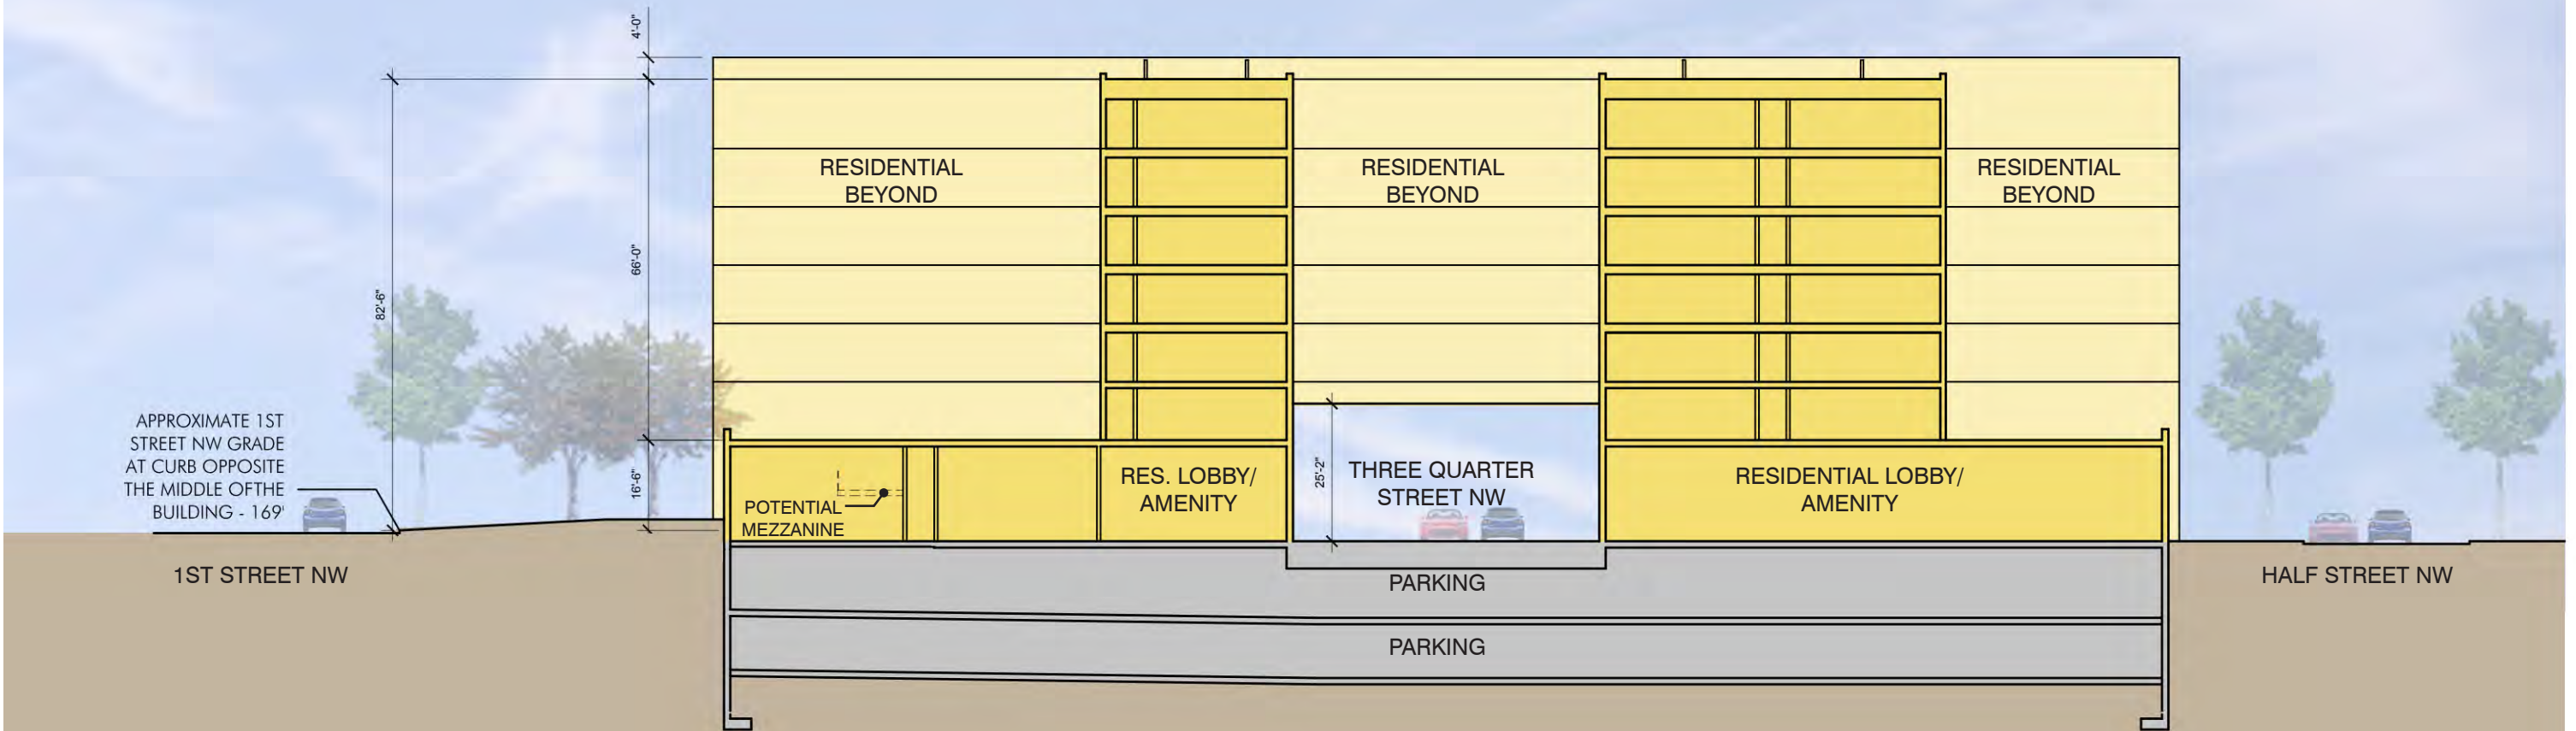 4'-0"
RESIDENTIAL
BEYOND
RESIDENTIAL
BEYOND
RESIDENTIAL
BEYOND
66'-0"
82'-6"
APPROXIMATE 1ST
STREET NW GRADE
AT CURB OPPOSITE
THE MIDDLE OFTHE
BUILDING - 169'
16'-6"
POTENTIAL
MEZZANINE
RES. LOBBY/
AMENITY
25'-2"
THREE QUARTER
STREET NW
RESIDENTIAL LOBBY/
AMENITY
1ST STREET NW
PARKING
HALF STREET NW
PARKING